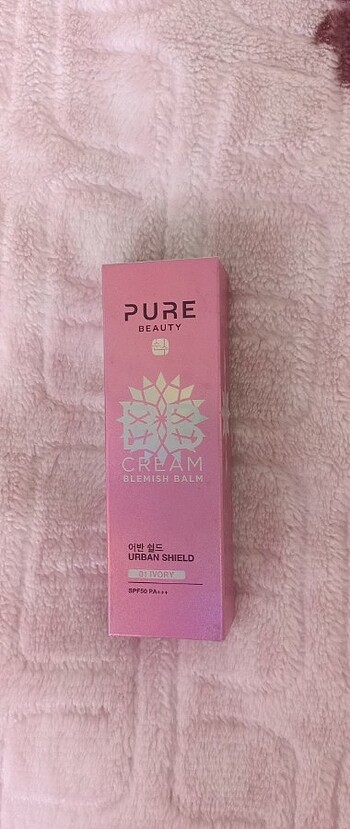 PURE
BEAUTY
BB
CREAM
BLEMISH BALM
어반 쉴드
URBAN SHIELD
01 IVORY
SPF50 PA+++